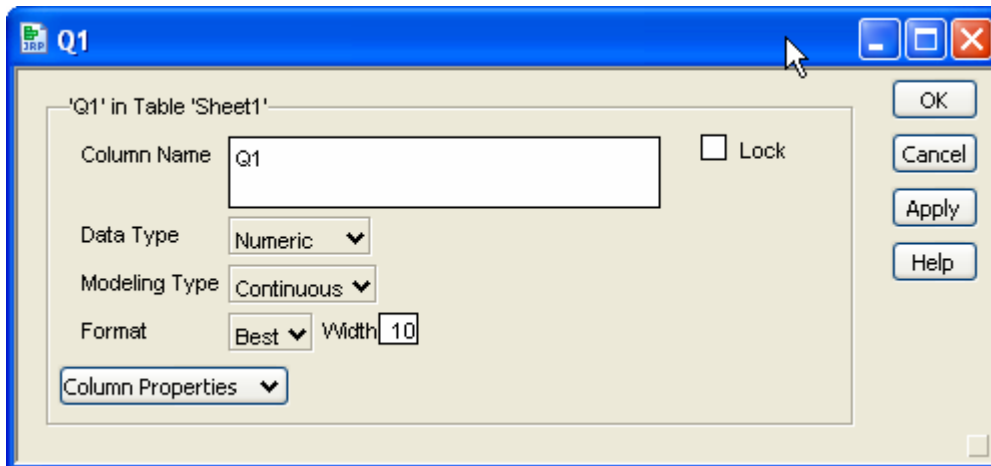 JRP Q1
'Q1' in Table 'Sheet1'
Column Name Q1 Lock
Data Type Numeric
Modeling Type Continuous
Format Best Width 10
Column Properties
OK
Cancel
Apply
Help